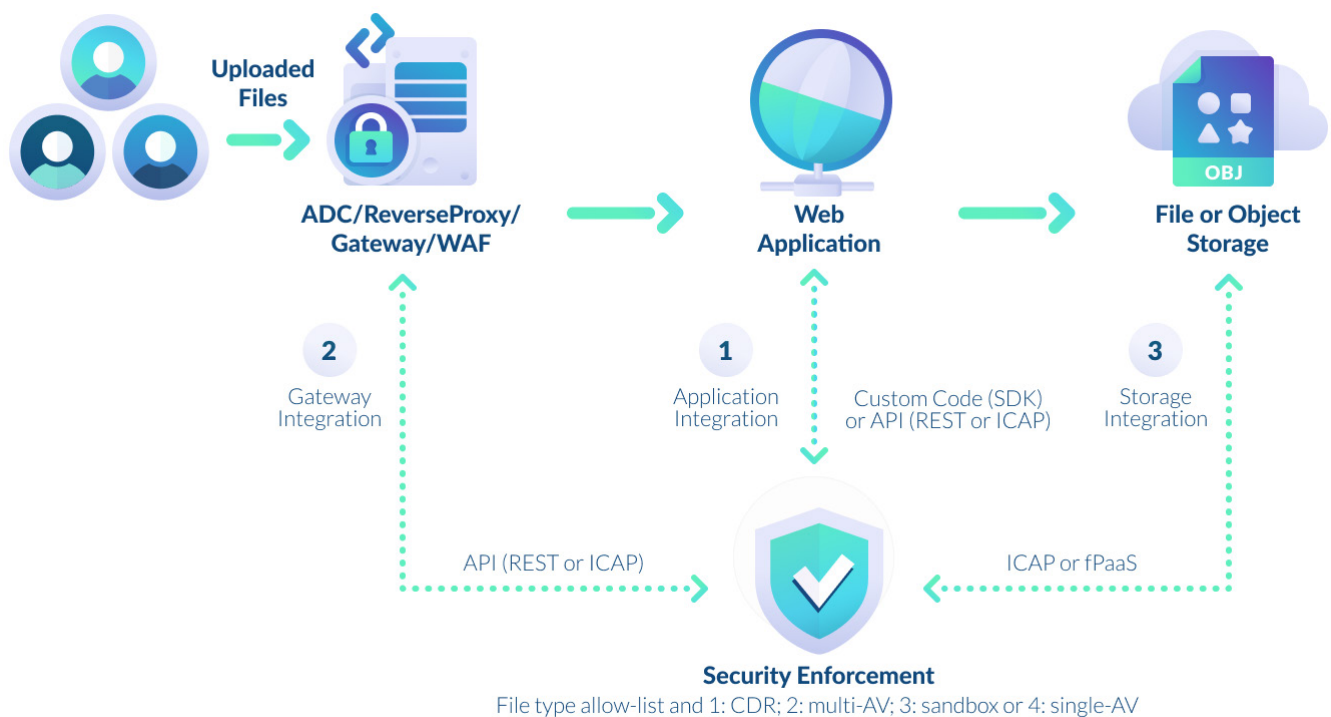 Uploaded
Files
OBJ
ADC/ReverseProxy/
Gateway/WAF
Web
Application
File or Object
Storage
2
Gateway
Integration
1
Application
Integration
Custom Code (SDK)
or API (REST or ICAP)
3
Storage
Integration
API (REST or ICAP)
ICAP or fPaaS
Security Enforcement
File type allow-list and 1: CDR; 2: multi-AV; 3: sandbox or 4: single-AV